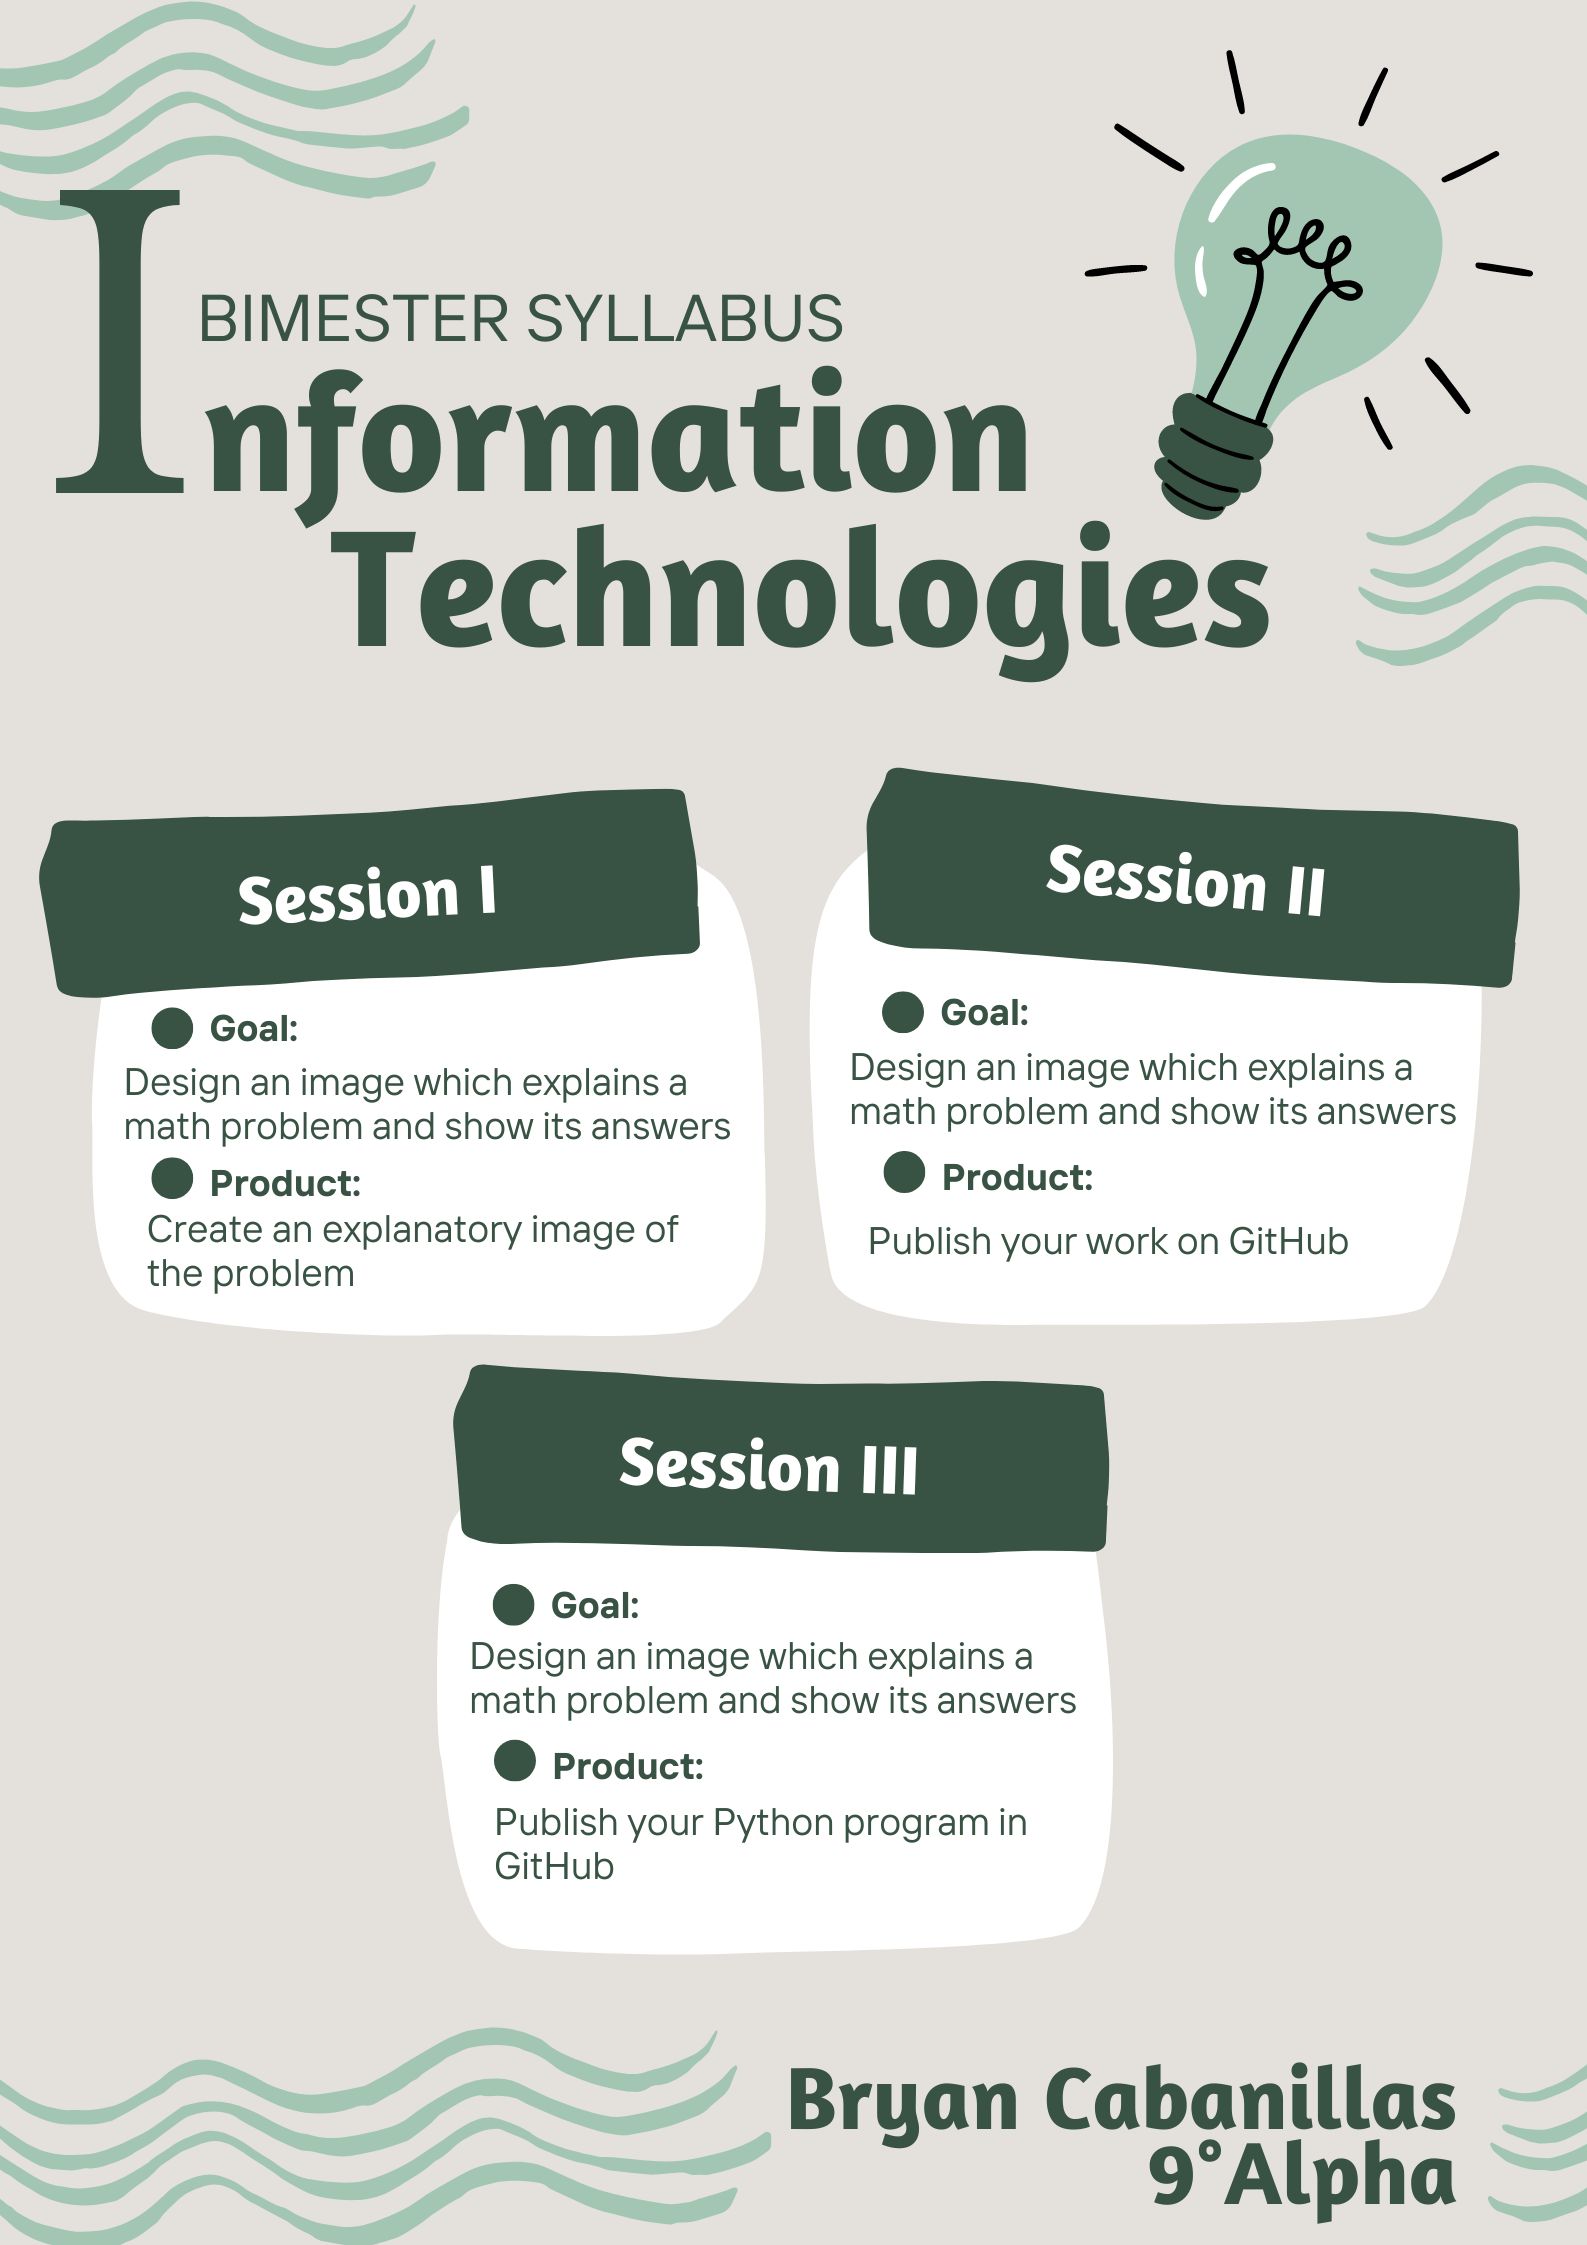 I BIMESTER SYLLABUS
nformation
Technologies
Session I
Goal:
Design an image which explains a
math problem and show its answers
Product:
Create an explanatory image of
the problem
Session II
Goal:
Design an image which explains a
math problem and show its answers
Product:
Publish your work on GitHub
Session III
Goal:
Design an image which explains a
math problem and show its answers
Product:
Publish your Python program in
GitHub
Bryan Cabanillas
9°Alpha